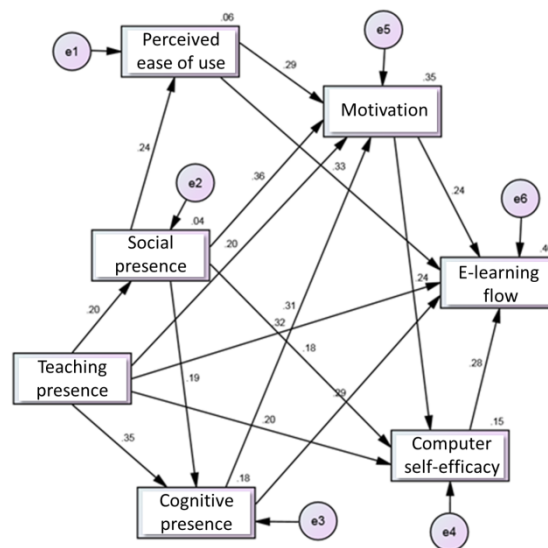 .06
e1
Perceived
ease of use
e5
.29
.35
Motivation
.24
.36
.33
e2
.24
e6
.04
Social
presence
.20
E-learning
flow
.24
.20
.31
.32
.18
.28
Teaching
presence
.19
.29
.20
.15
.35
Computer
self-efficacy
.18
Cognitive
presence
e3
e4